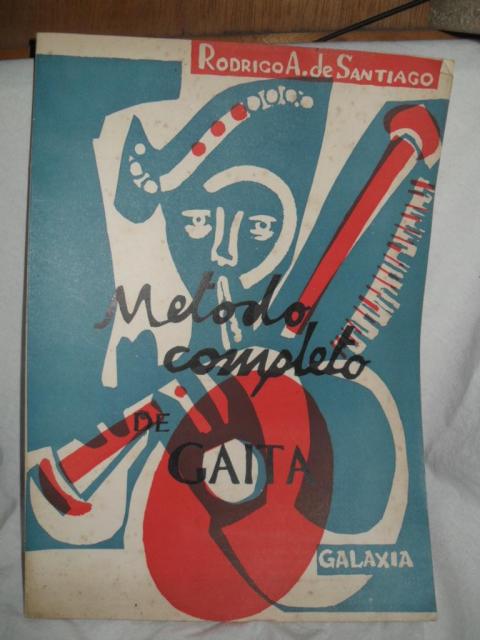 RODRIGO A. de SANTIAGO
Metodo
completo
DE
GAITA
GALAXIA